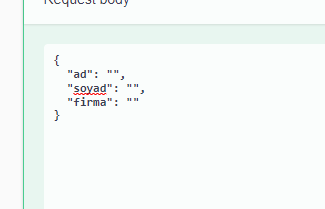 Request body
{
"ad": "",
"soyad": "",
"firma": ""
}